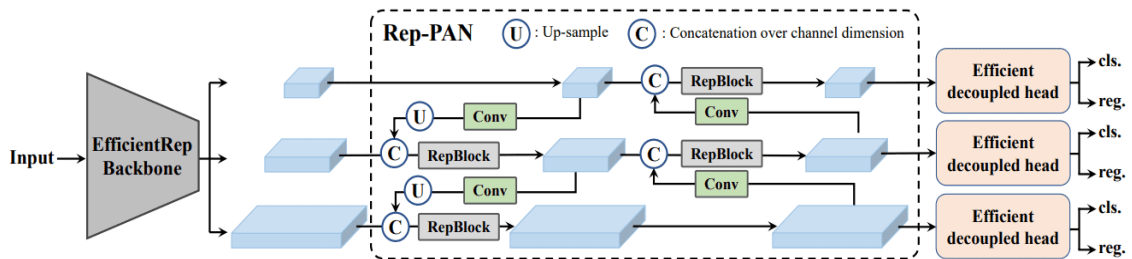 Rep-PAN
U : Up-sample
C : Concatenation over channel dimension
Input
EfficientRep
Backbone
C
RepBlock
Conv
U
Conv
C
RepBlock
C
RepBlock
U
Conv
Conv
C
RepBlock
Efficient
decoupled head
cls.
reg.
Efficient
decoupled head
cls.
reg.
Efficient
decoupled head
cls.
reg.